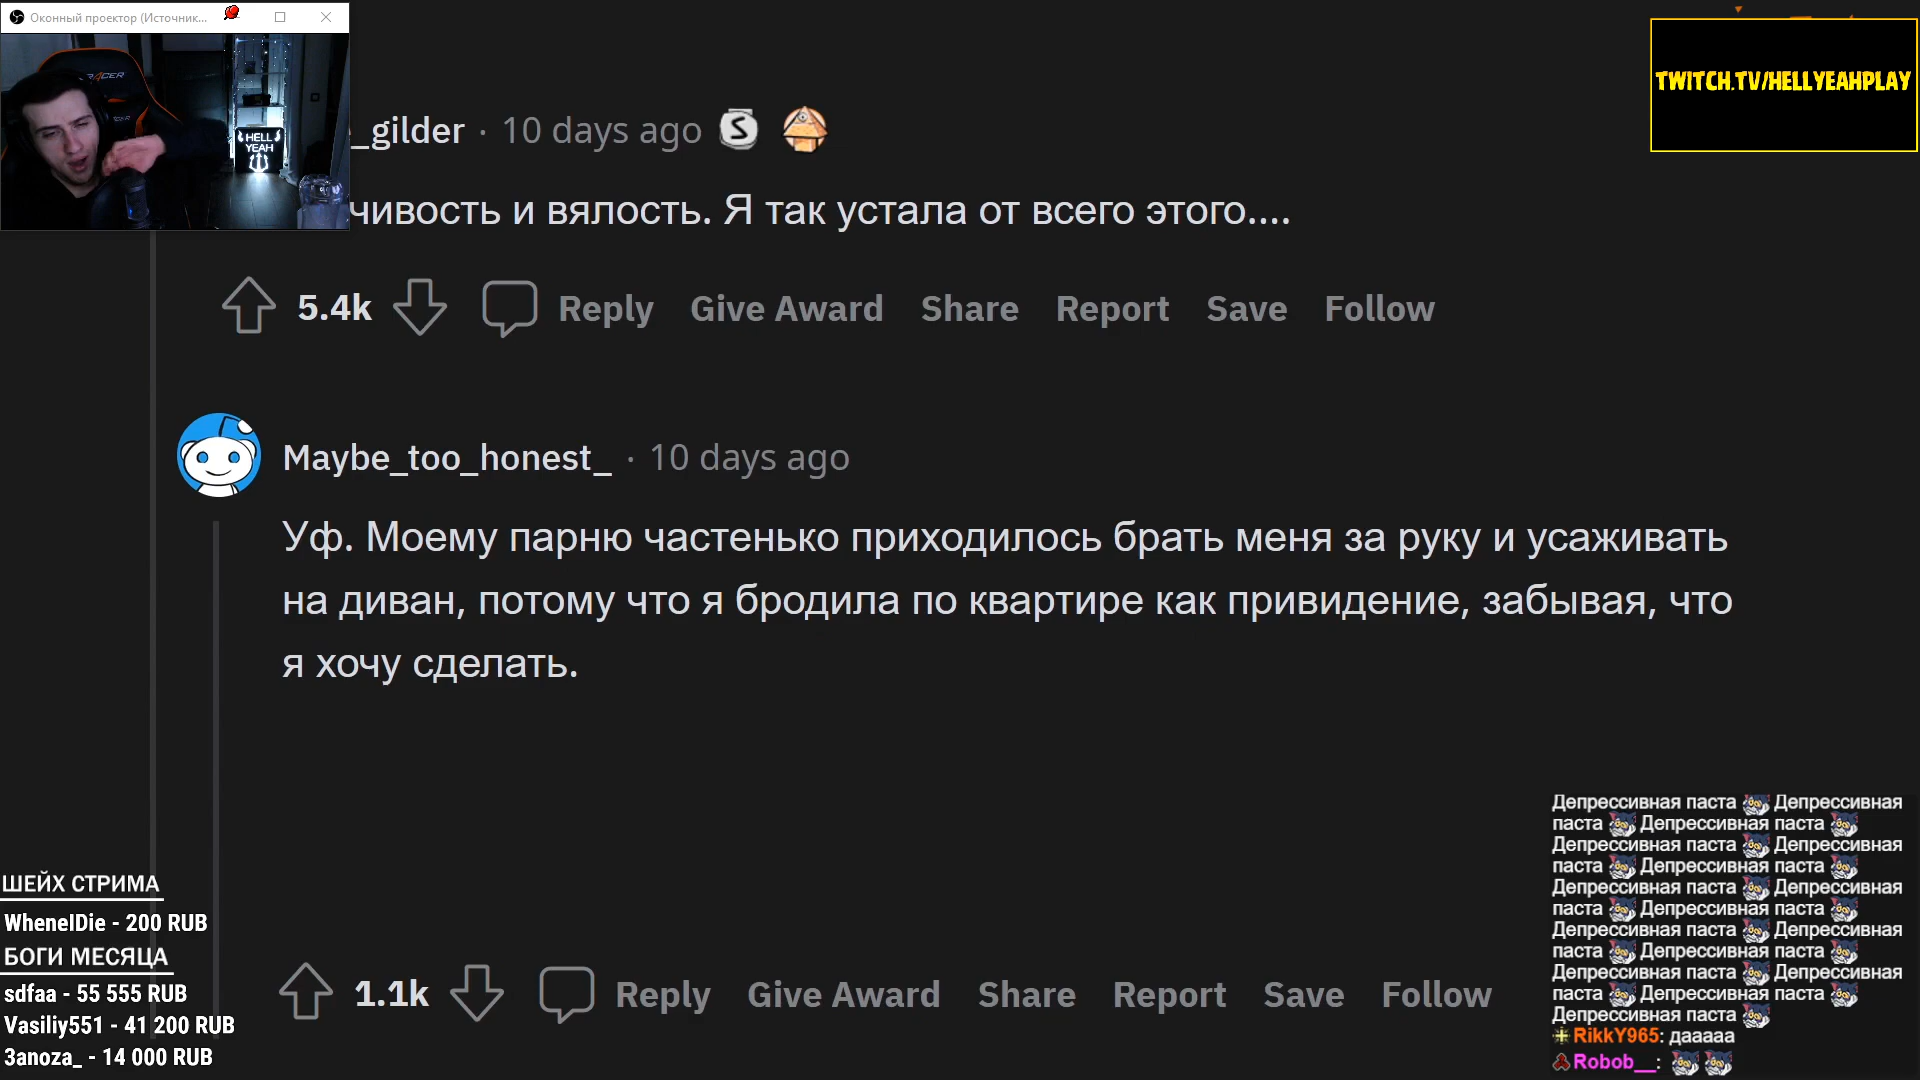 Оконный проектор (Источник...
TWITCH.TV/HELLYEAHPLAY
HELL
YEAH
_gilder · 10 days ago
чивость и вялость. Я так устала от всего этого....
5.4k Reply Give Award Share Report Save Follow
Maybe_too_honest_ · 10 days ago
Уф. Моему парню частенько приходилось брать меня за руку и усаживать
на диван, потому что я бродила по квартире как привидение, забывая, что
я хочу сделать.
1.1k Reply Give Award Share Report Save Follow
ШЕЙХ СТРИМА
WhenelDie - 200 RUB
БОГИ МЕСЯЦА
sdfaa - 55 555 RUB
Vasiliy551 - 41 200 RUB
3anoza_ - 14 000 RUB
Депрессивная паста Депрессивная
паста Депрессивная паста
Депрессивная паста Депрессивная
паста Депрессивная паста
Депрессивная паста Депрессивная
паста Депрессивная паста
Депрессивная паста Депрессивная
паста Депрессивная паста
Депрессивная паста Депрессивная
паста Депрессивная паста
Депрессивная паста
RikkY965: дааааа
Robob__: